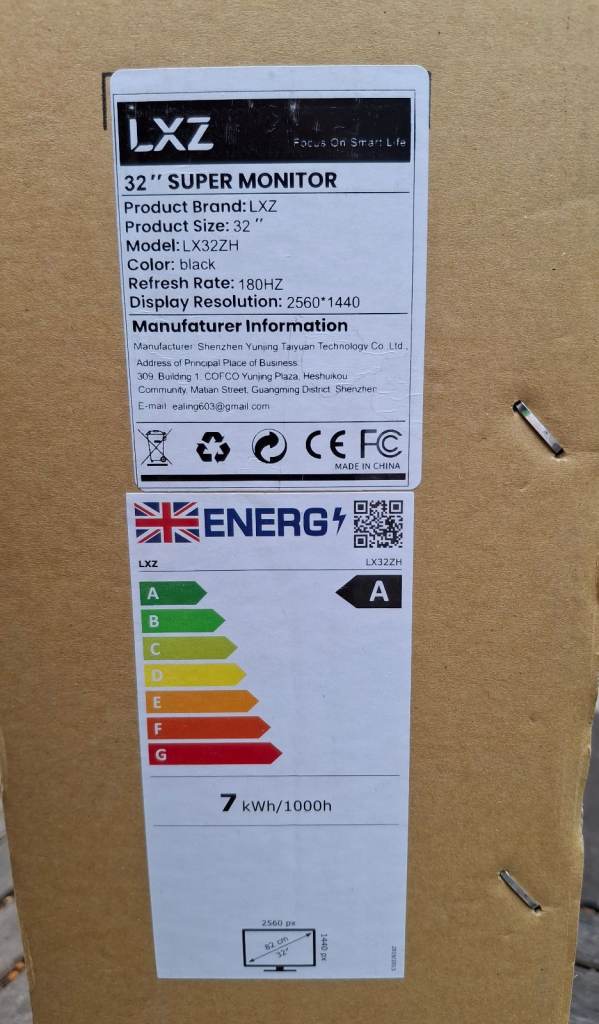 LXZ
Focus On Smart Life
32″ SUPER MONITOR
Product Brand: LXZ
Product Size: 32 ″
Model: LX32ZH
Color: black
Refresh Rate: 180HZ
Display Resolution: 2560*1440
Manufaturer Information
Manufacturer: Shenzhen Yunjing Taiyuan Technology Co.,Ltd.,
Address of Principal Place of Business:
309, Building 1, COFCO Yunjing Plaza, Heshuikou
Community, Matian Street, Guangming District, Shenzhen
E-mail: ealing603@gmail.com
CE FC
MADE IN CHINA
ENERG
LXZ
LX32ZH
A
A
B
C
D
E
F
G
7 kWh/1000h
2560 px
82 cm
32"
1440 px